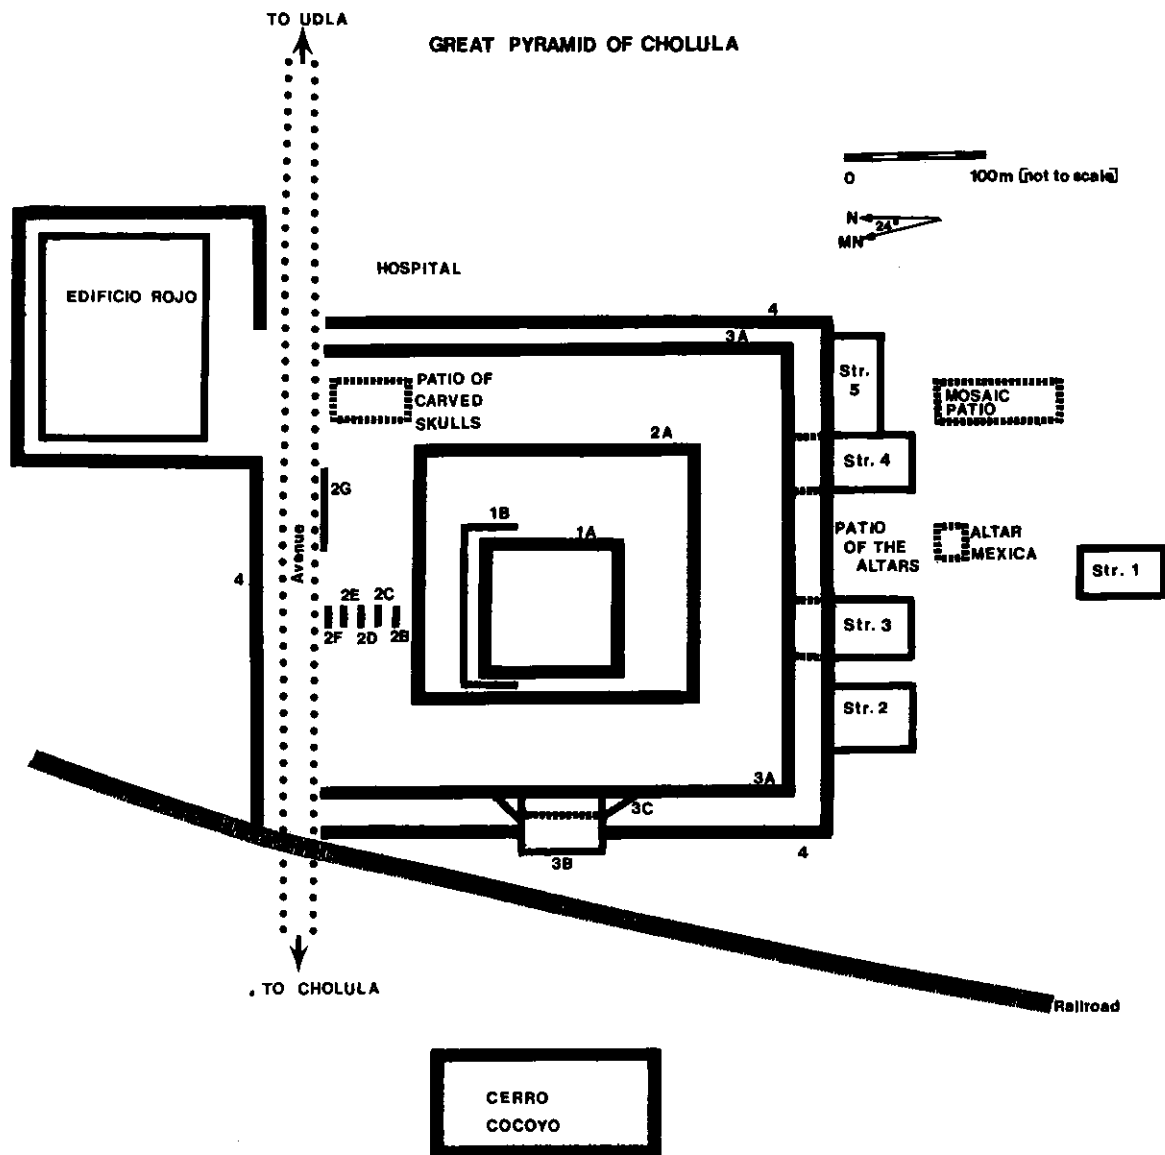 TO UDLA
GREAT PYRAMID OF CHOLULA
0 100m [not to scale]
N
24°
MN
HOSPITAL
EDIFICIO ROJO
4
3A
Str.
5
PATIO OF
CARVED
SKULLS
MOSAIC
PATIO
2A
Str. 4
2G
1B
1A
Avenue
PATIO
OF THE
ALTARS
ALTAR
MEXICA
Str. 1
4
2E 2C
2F 2D 2B
Str. 3
Str. 2
3A
3C
3B
4
TO CHOLULA
Railroad
CERRO
COCOYO